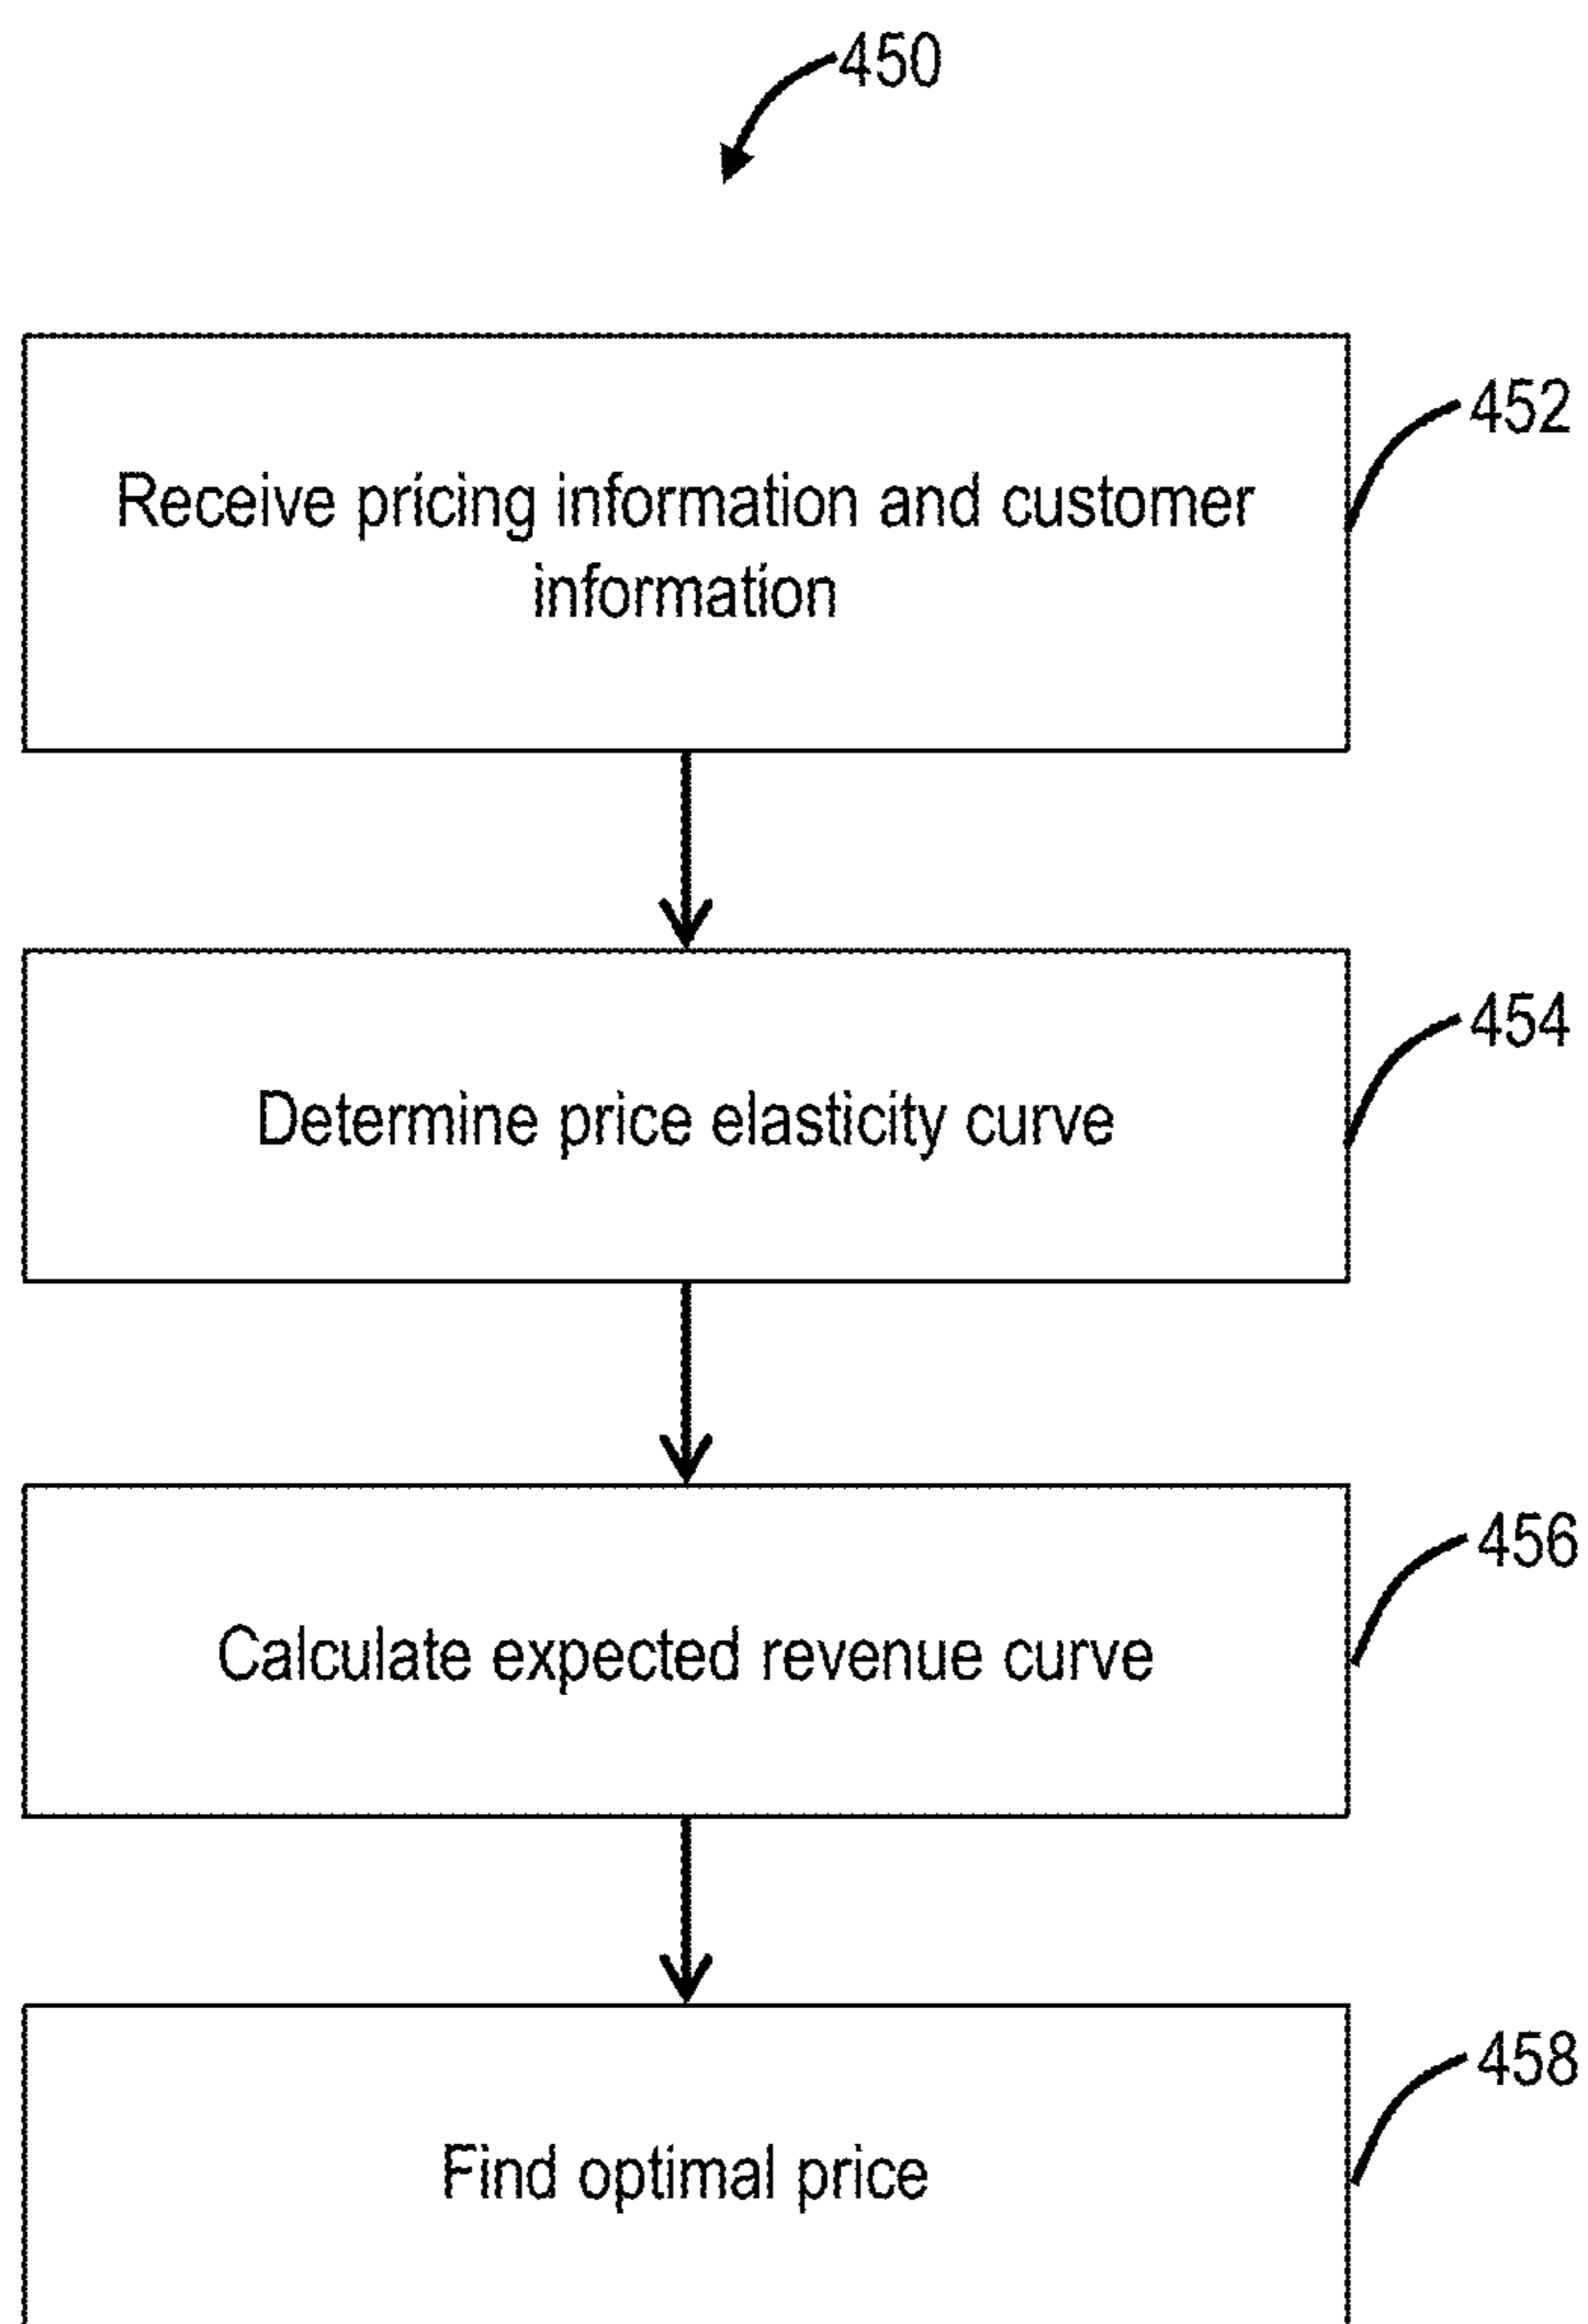 450
452
Receive pricing information and customer
information
454
Determine price elasticity curve
456
Calculate expected revenue curve
458
Find optimal price